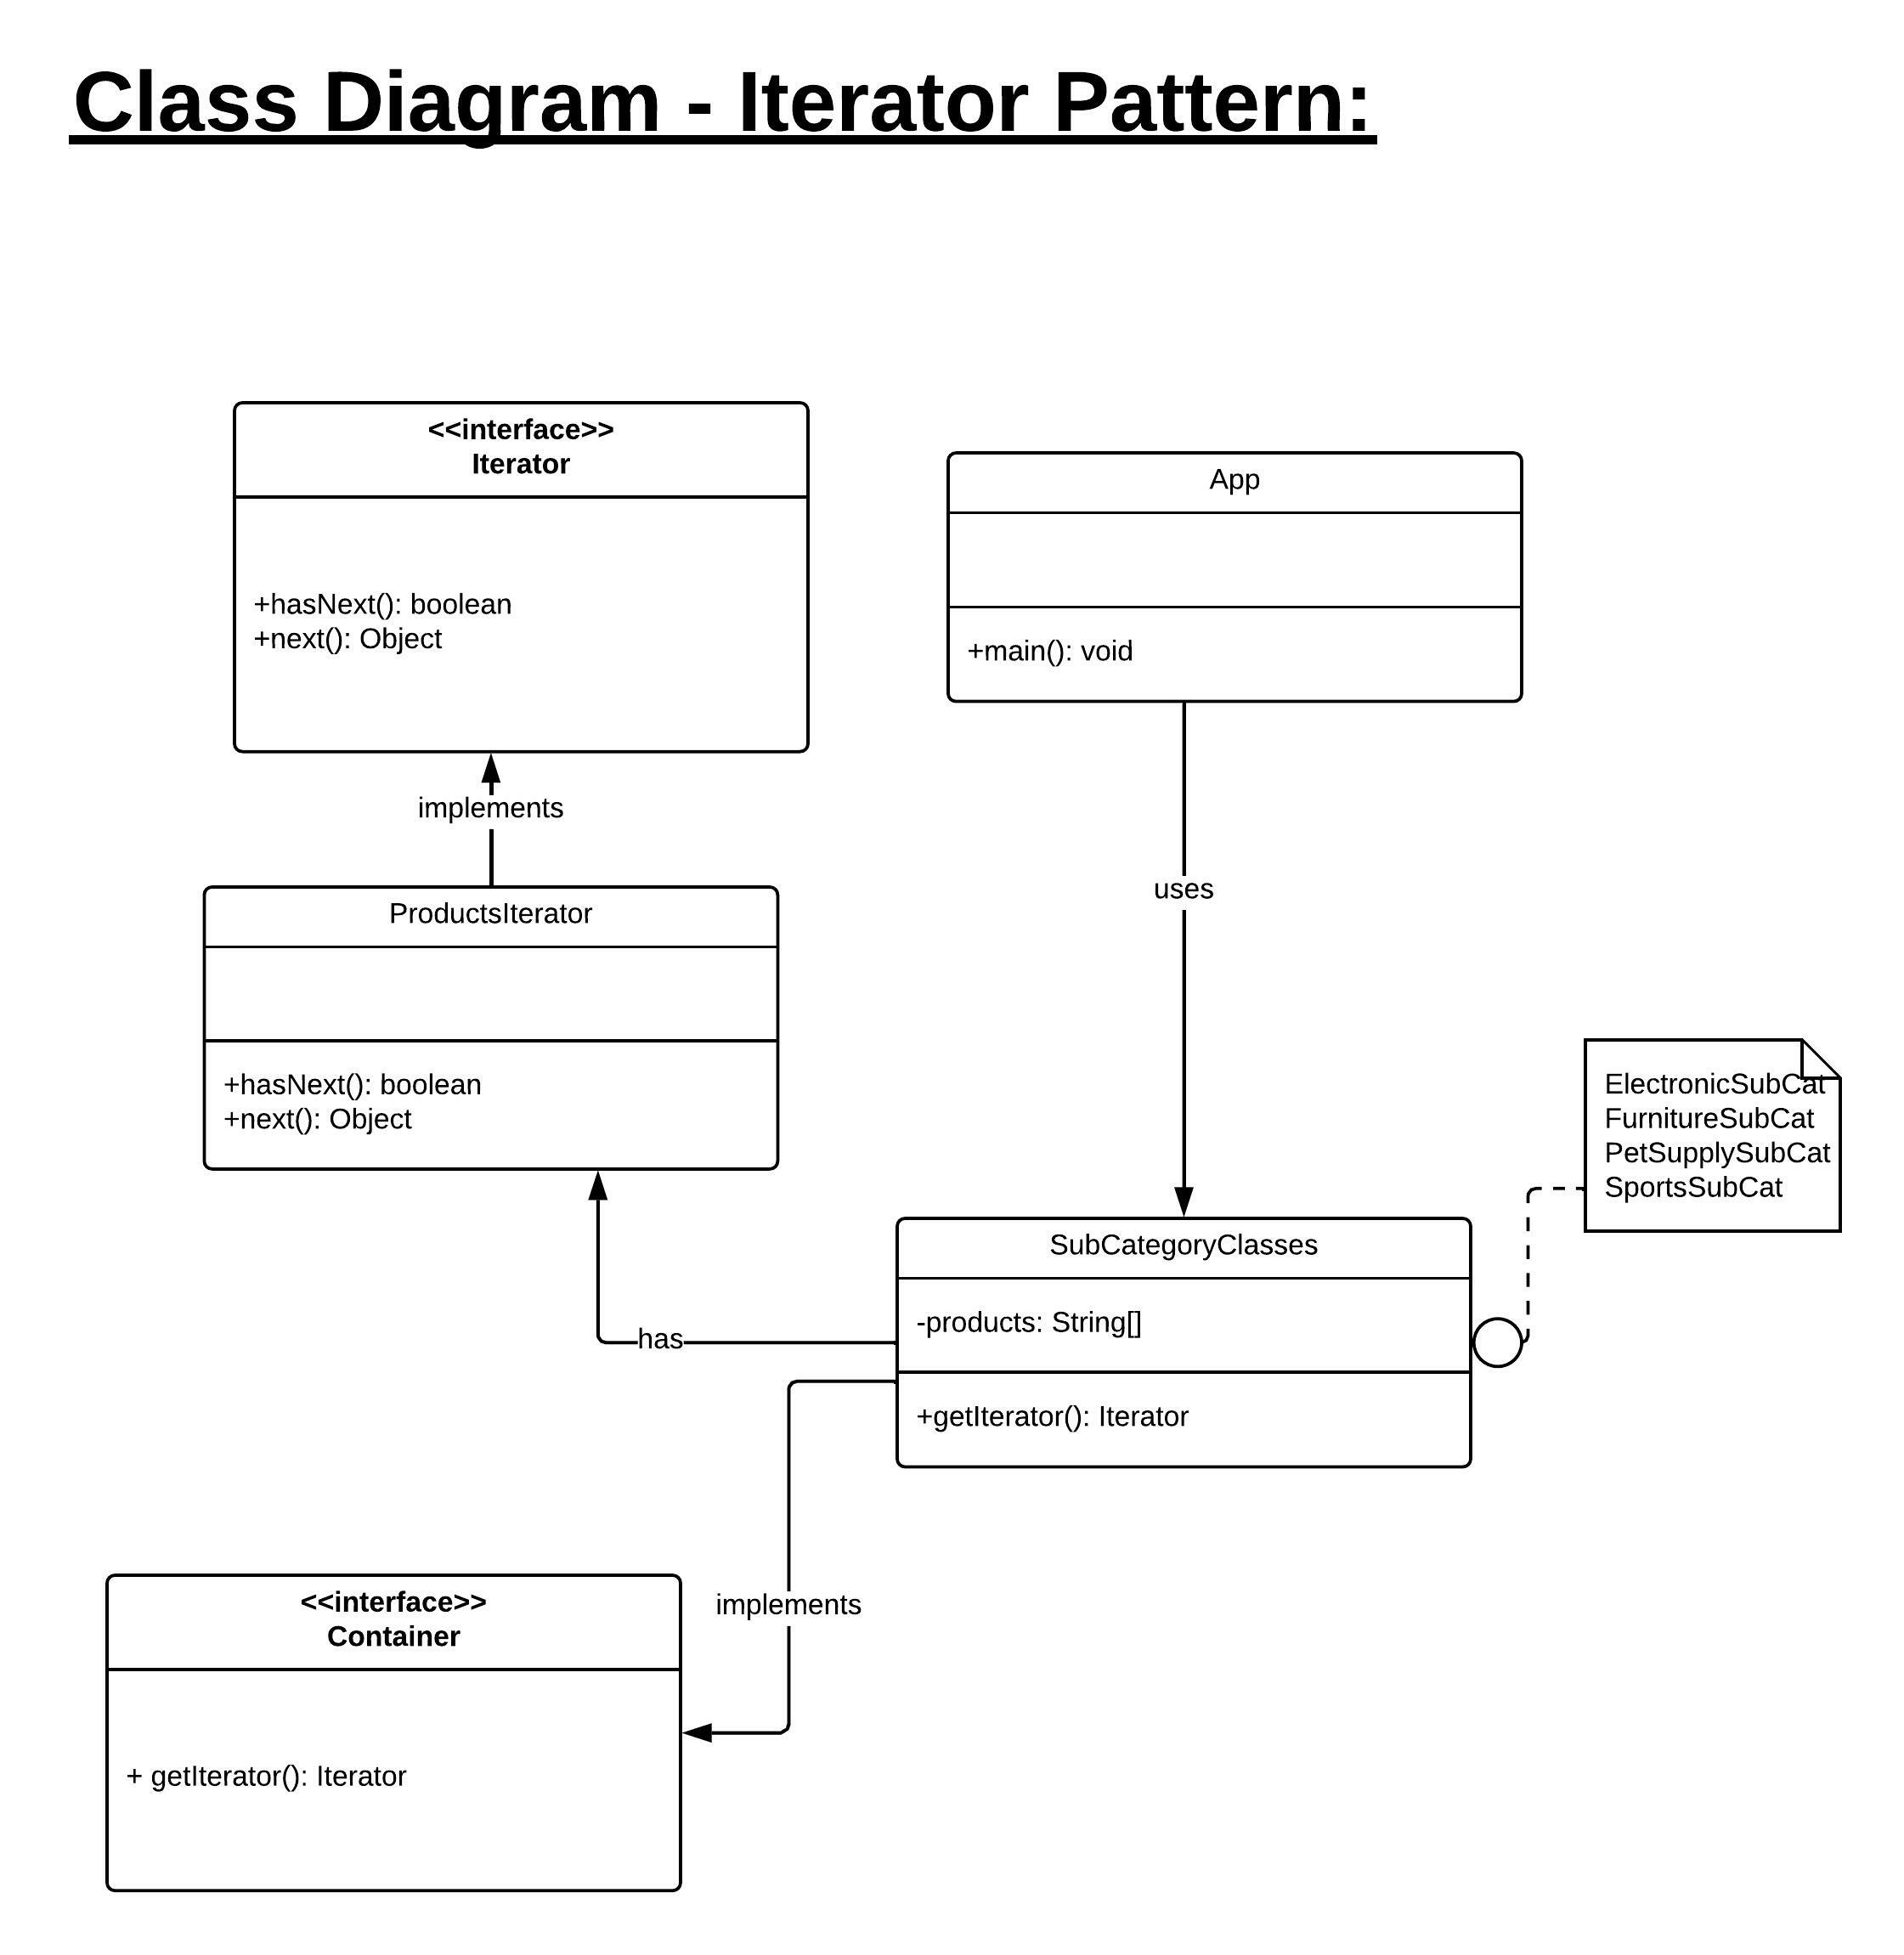 Class Diagram - Iterator Pattern:
<<interface>>
Iterator
+hasNext(): boolean
+next(): Object
App
+main(): void
implements
uses
ProductsIterator
+hasNext(): boolean
+next(): Object
ElectronicSubCat
FurnitureSubCat
PetSupplySubCat
SportsSubCat
SubCategoryClasses
-products: String[]
+getIterator(): Iterator
has
implements
<<interface>>
Container
+ getIterator(): Iterator